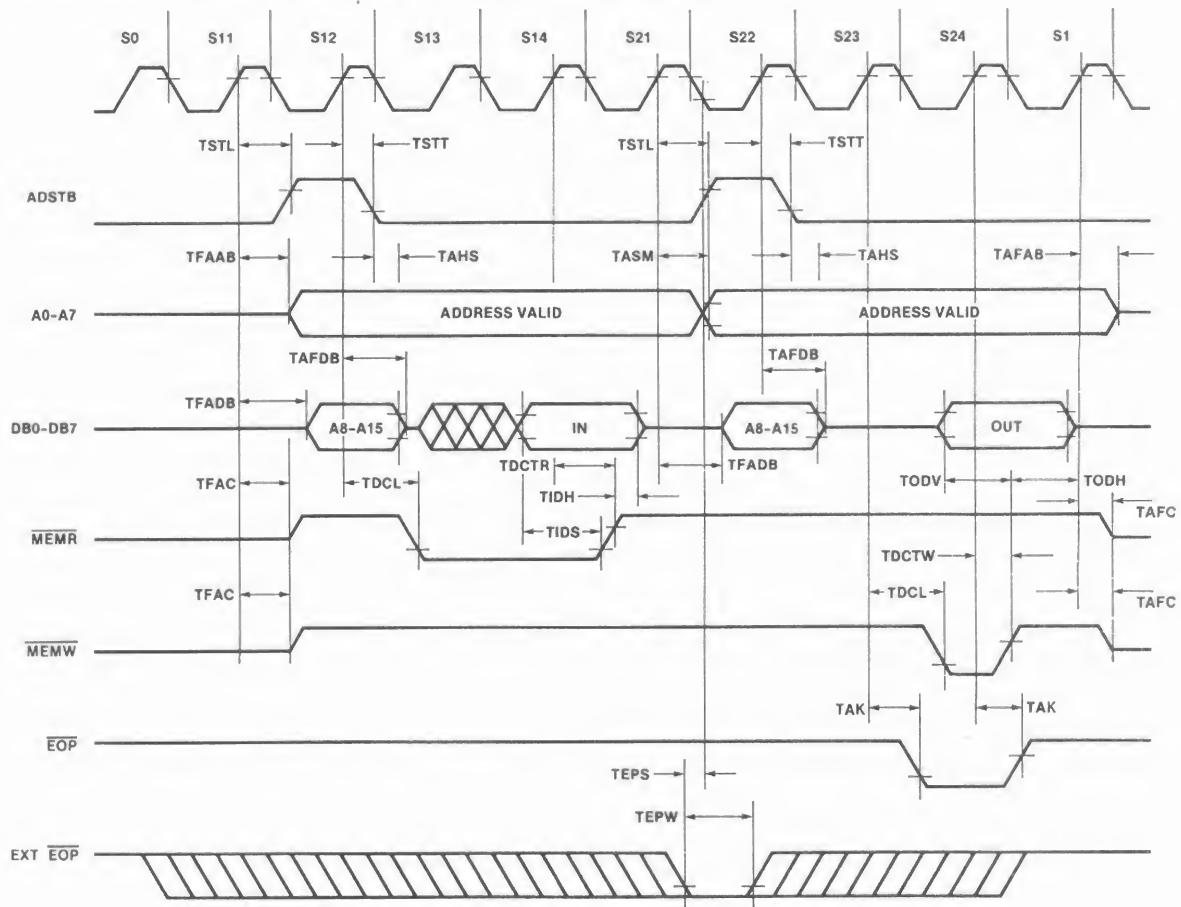 S0 S11 S12 S13 S14 S21 S22 S23 S24 S1
TSTL TSTT TSTL TSTT
ADSTB
TFAAB TAHS TASM TAHS TAFAB
A0-A7 ADDRESS VALID ADDRESS VALID
TAFDB TAFDB
TFADB
DB0-DB7 A8-A15 IN A8-A15 OUT
TDCTR
TFAC TDCL TFADB TODV TODH
TIDH
TAFC
MEMR TIDS
TDCTW
TFAC TDCL
TAFC
MEMW
TAK TAK
EOP
TEPS
TEPW
EXT EOP